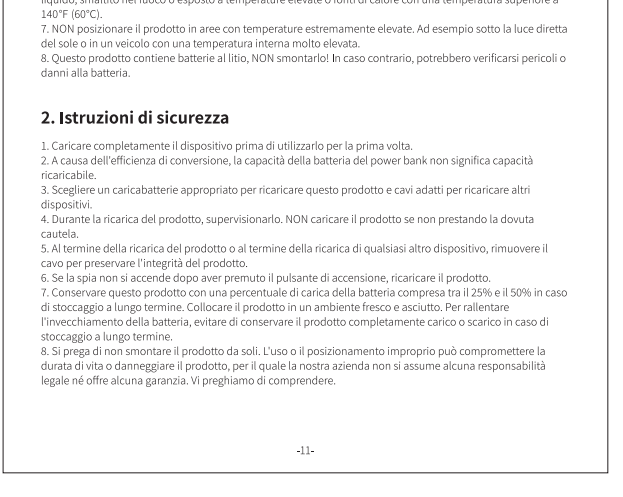 liquido, smaltito nel fuoco o esposto a temperature elevate o fonti di calore con una temperatura superiore a
140°F (60°C).
7. NON posizionare il prodotto in aree con temperature estremamente elevate. Ad esempio sotto la luce diretta
del sole o in un veicolo con una temperatura interna molto elevata.
8. Questo prodotto contiene batterie al litio, NON smontarlo! In caso contrario, potrebbero verificarsi pericoli o
danni alla batteria.
2. Istruzioni di sicurezza
1. Caricare completamente il dispositivo prima di utilizzarlo per la prima volta.
2. A causa dell'efficienza di conversione, la capacità della batteria del power bank non significa capacità
ricaricabile.
3. Scegliere un caricabatterie appropriato per ricaricare questo prodotto e cavi adatti per ricaricare altri
dispositivi.
4. Durante la ricarica del prodotto, supervisionarlo. NON caricare il prodotto se non prestando la dovuta
cautela.
5. Al termine della ricarica del prodotto o al termine della ricarica di qualsiasi altro dispositivo, rimuovere il
cavo per preservare l'integrità del prodotto.
6. Se la spia non si accende dopo aver premuto il pulsante di accensione, ricaricare il prodotto.
7. Conservare questo prodotto con una percentuale di carica della batteria compresa tra il 25% e il 50% in caso
di stoccaggio a lungo termine. Collocare il prodotto in un ambiente fresco e asciutto. Per rallentare
l'invecchiamento della batteria, evitare di conservare il prodotto completamente carico o scarico in caso di
stoccaggio a lungo termine.
8. Si prega di non smontare il prodotto da soli. L'uso o il posizionamento improprio può compromettere la
durata di vita o danneggiare il prodotto, per il quale la nostra azienda non si assume alcuna responsabilità
legale né offre alcuna garanzia. Vi preghiamo di comprendere.
-11-